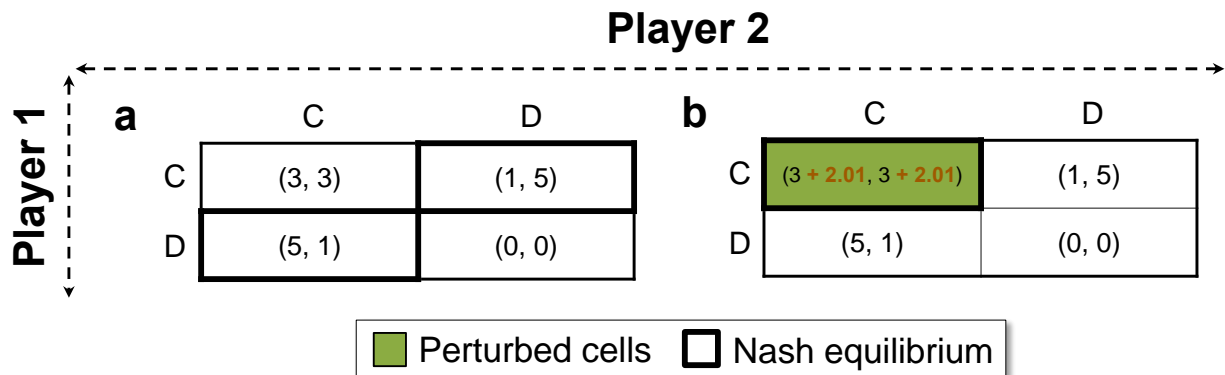 Player 2
Player 1
a
C D
C (3, 3) (1, 5)
D (5, 1) (0, 0)
b
C D
C (3 + 2.01, 3 + 2.01) (1, 5)
D (5, 1) (0, 0)
Perturbed cells Nash equilibrium